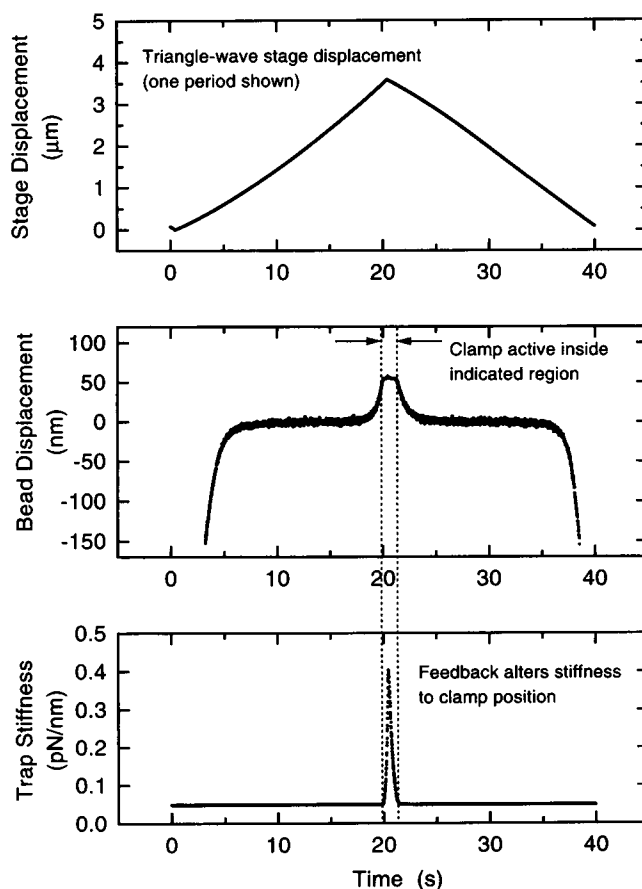 Stage Displacement
(μm)
5
4
3
2
1
0
Triangle-wave stage displacement
(one period shown)
0
10
20
30
40
Bead Displacement
(nm)
100
50
0
-50
-100
-150
Clamp active inside
indicated region
0
10
20
30
40
Trap Stiffness
(pN/nm)
0.5
0.4
0.3
0.2
0.1
0.0
Feedback alters stiffness
to clamp position
0
10
20
30
40
Time (s)